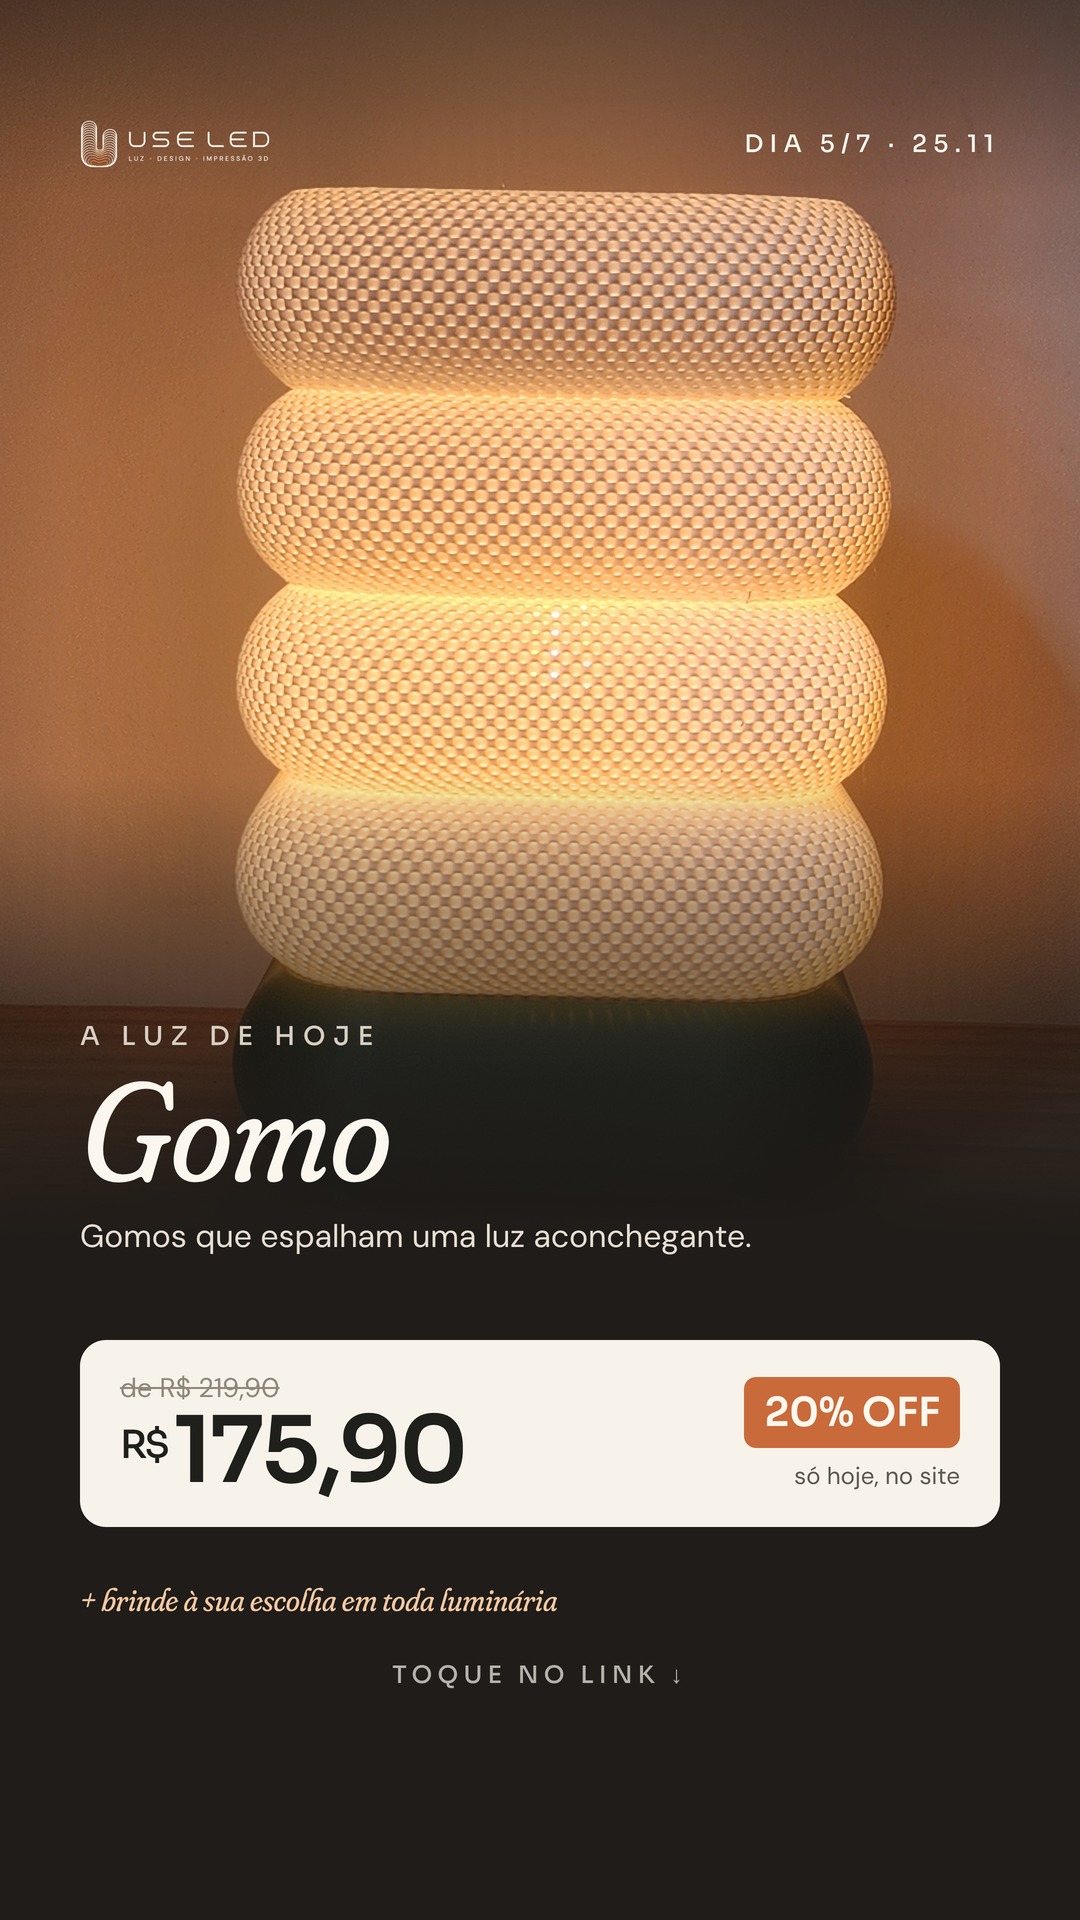 USE LED
LUZ · DESIGN · IMPRESSÃO 3D
DIA 5/7 · 25.11
A LUZ DE HOJE
Gomo
Gomos que espalham uma luz aconchegante.
de R$ 219,90
R$ 175,90
20% OFF
só hoje, no site
+ brinde à sua escolha em toda luminária
TOQUE NO LINK ↓